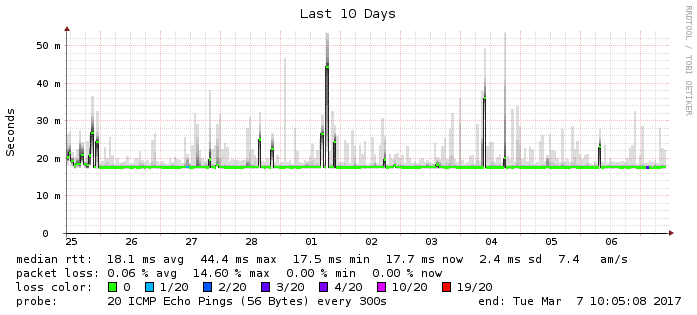 Last 10 Days
RRDTOOL / TOBI OETIKER
Seconds
50 m
40 m
30 m
20 m
10 m
0
25 26 27 28 01 02 03 04 05 06
median rtt: 18.1 ms avg 44.4 ms max 17.5 ms min 17.7 ms now 2.4 ms sd 7.4 am/s
packet loss: 0.06 % avg 14.60 % max 0.00 % min 0.00 % now
loss color: 0 1/20 2/20 3/20 4/20 10/20 19/20
probe: 20 ICMP Echo Pings (56 Bytes) every 300s end: Tue Mar 7 10:05:08 2017